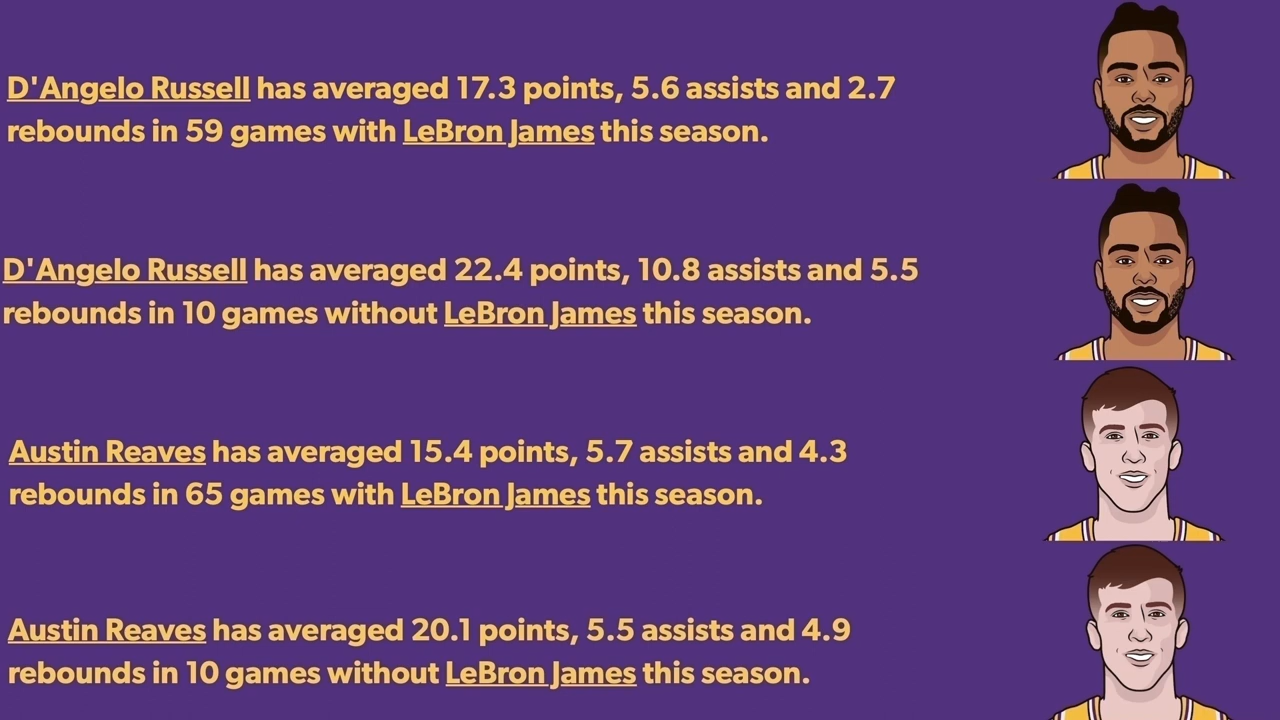 D'Angelo Russell has averaged 17.3 points, 5.6 assists and 2.7
rebounds in 59 games with LeBron James this season.
D'Angelo Russell has averaged 22.4 points, 10.8 assists and 5.5
rebounds in 10 games without LeBron James this season.
Austin Reaves has averaged 15.4 points, 5.7 assists and 4.3
rebounds in 65 games with LeBron James this season.
Austin Reaves has averaged 20.1 points, 5.5 assists and 4.9
rebounds in 10 games without LeBron James this season.